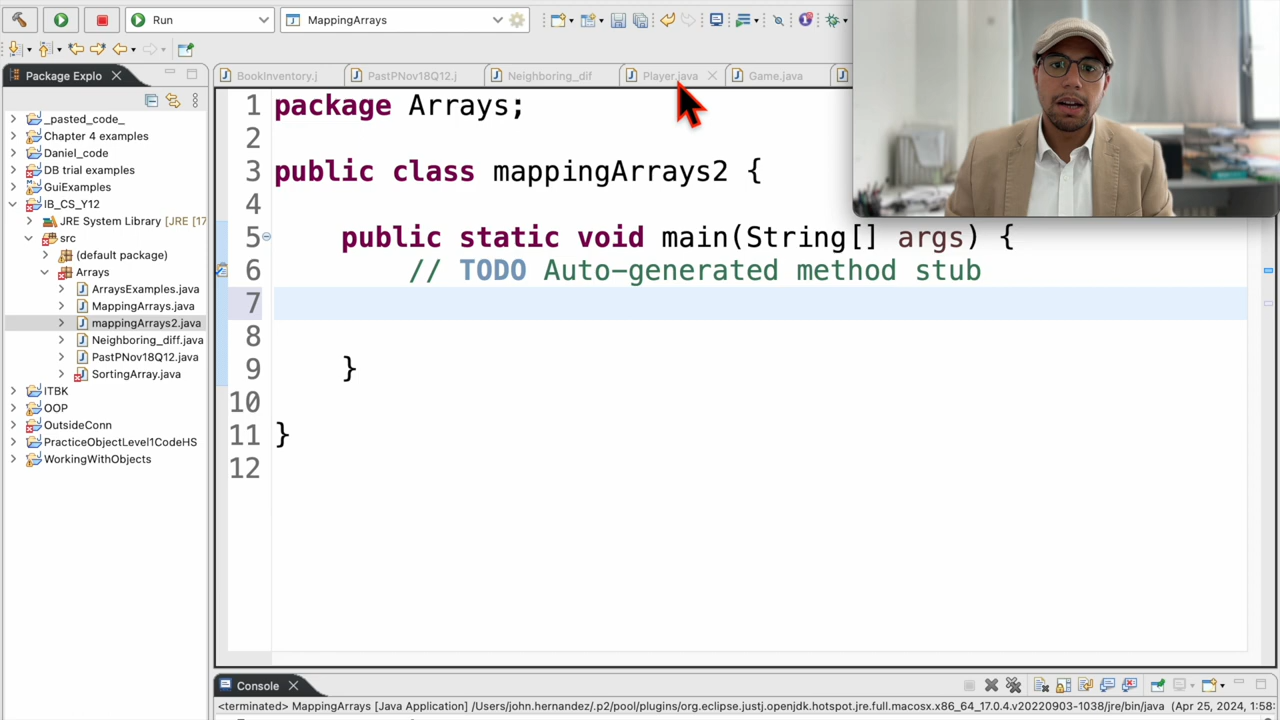 Run
MappingArrays
Package Explo
BookInventory.j
PastPNov18Q12.j
Neighboring_dif
Player.java
Game.java
_pasted_code_
Chapter 4 examples
Daniel_code
DB trial examples
GuiExamples
IB_CS_Y12
JRE System Library [JRE [17
src
(default package)
Arrays
ArraysExamples.java
MappingArrays.java
mappingArrays2.java
Neighboring_diff.java
PastPNov18Q12.java
SortingArray.java
ITBK
OOP
OutsideConn
PracticeObjectLevel1CodeHS
WorkingWithObjects
1 package Arrays;
2
3 public class mappingArrays2 {
4
5 public static void main(String[] args) {
6 // TODO Auto-generated method stub
7
8
9 }
10
11 }
12
Console
<terminated> MappingArrays [Java Application] /Users/john.hernandez/.p2/pool/plugins/org.eclipse.justj.openjdk.hotspot.jre.full.macosx.x86_64_17.0.4.v20220903-1038/jre/bin/java (Apr 25, 2024, 1:58: